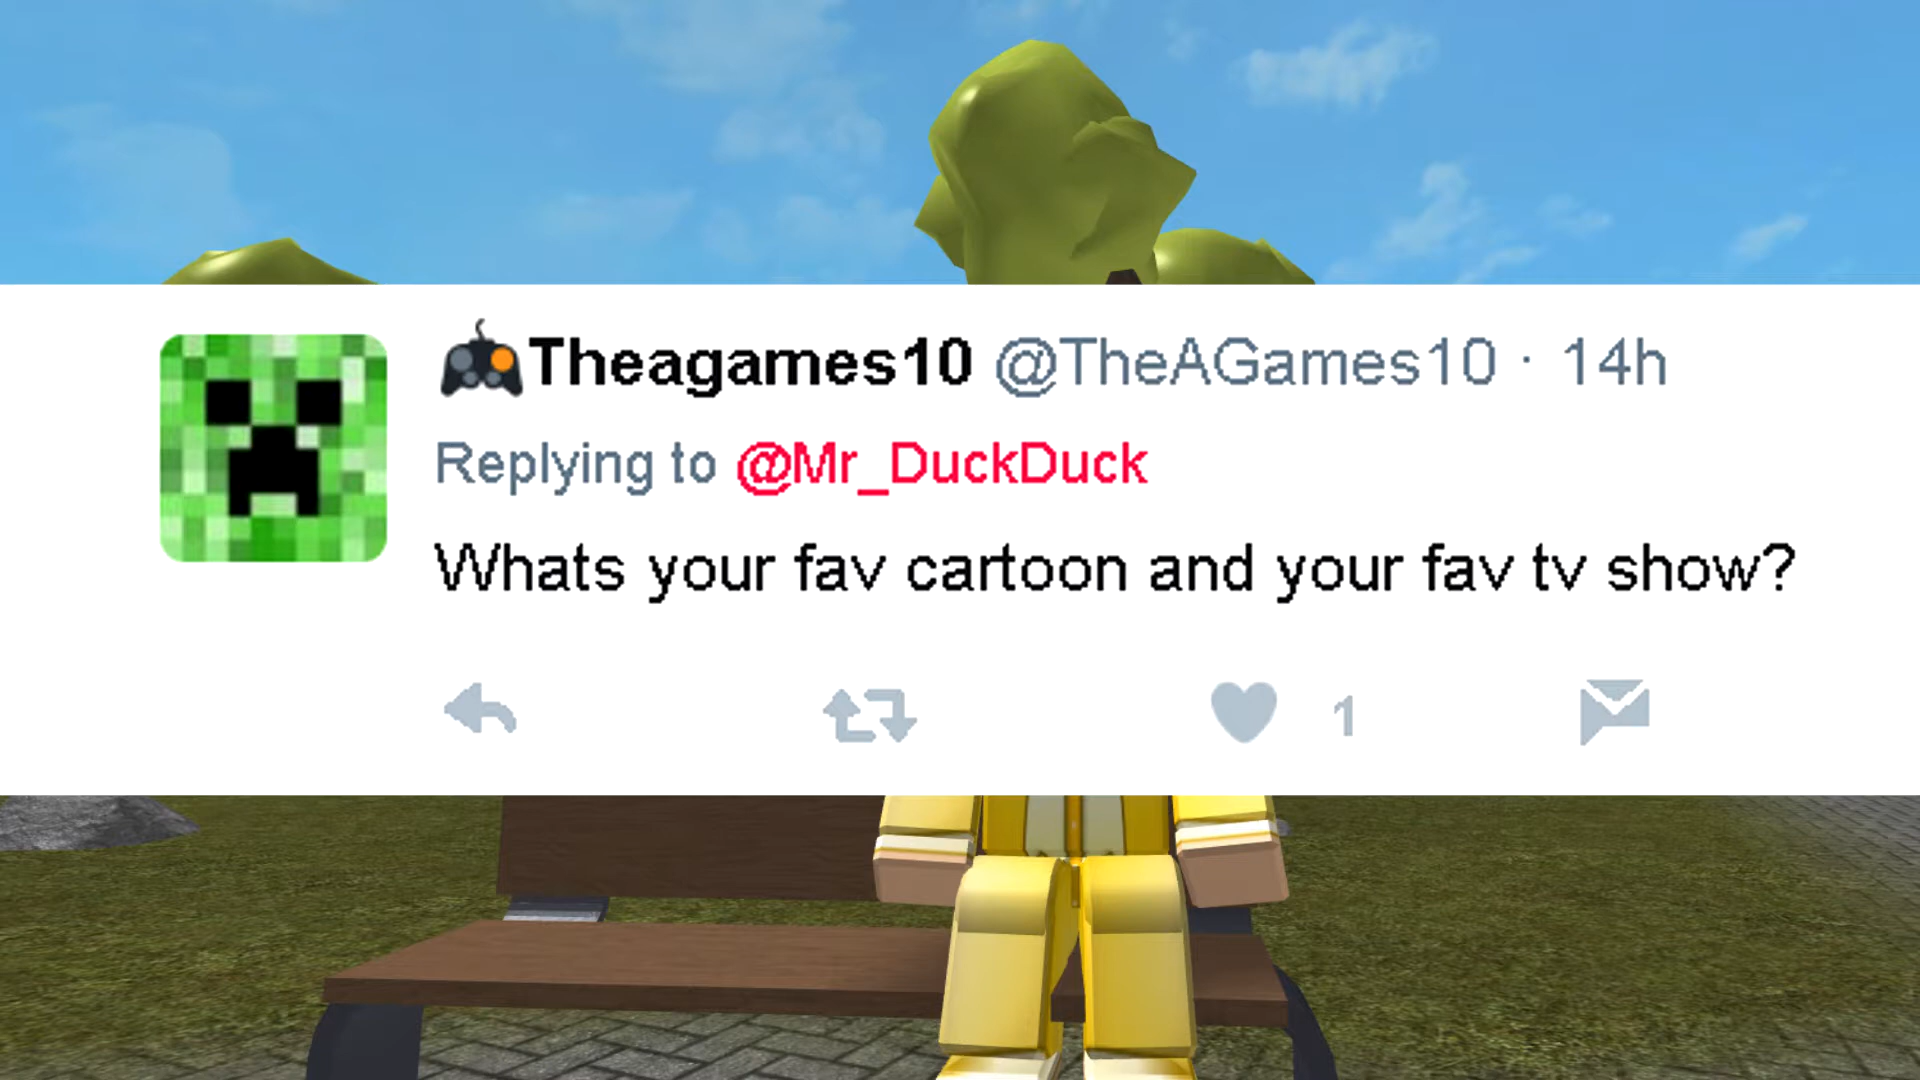 Theagames10 @TheAGames10 · 14h
Replying to @Mr_DuckDuck
Whats your fav cartoon and your fav tv show?
1